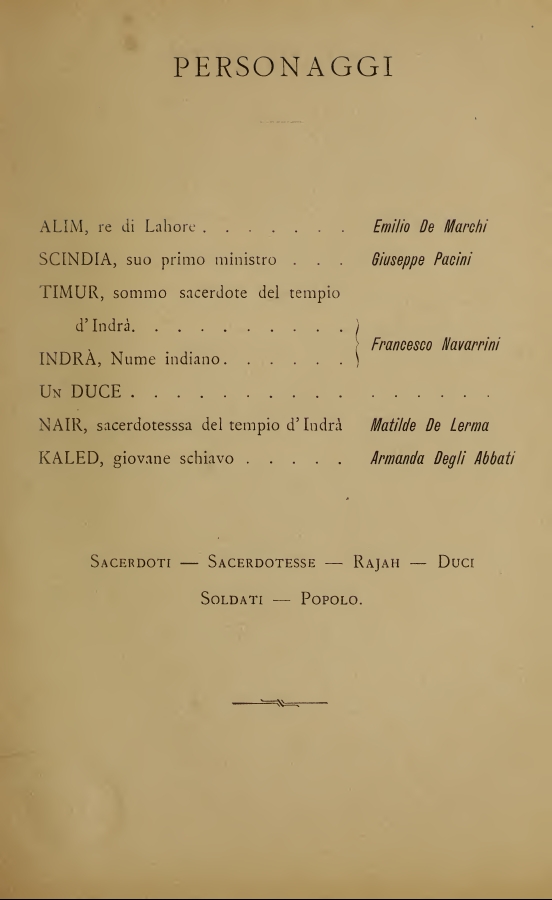 PERSONAGGI
ALIM, re di Lahore . . . . . . . Emilio De Marchi
SCINDIA, suo primo ministro . . . Giuseppe Pacini
TIMUR, sommo sacerdote del tempio
d'Indrà. . . . . . . . . . }
Francesco Navarrini
INDRÀ, Nume indiano. . . . . . }
UN DUCE . . . . . . . . . . . . . . . .
NAIR, sacerdotesssa del tempio d'Indrà Matilde De Lerma
KALED, giovane schiavo . . . . . Armanda Degli Abbati
SACERDOTI — SACERDOTESSE — RAJAH — DUCI
SOLDATI — POPOLO.